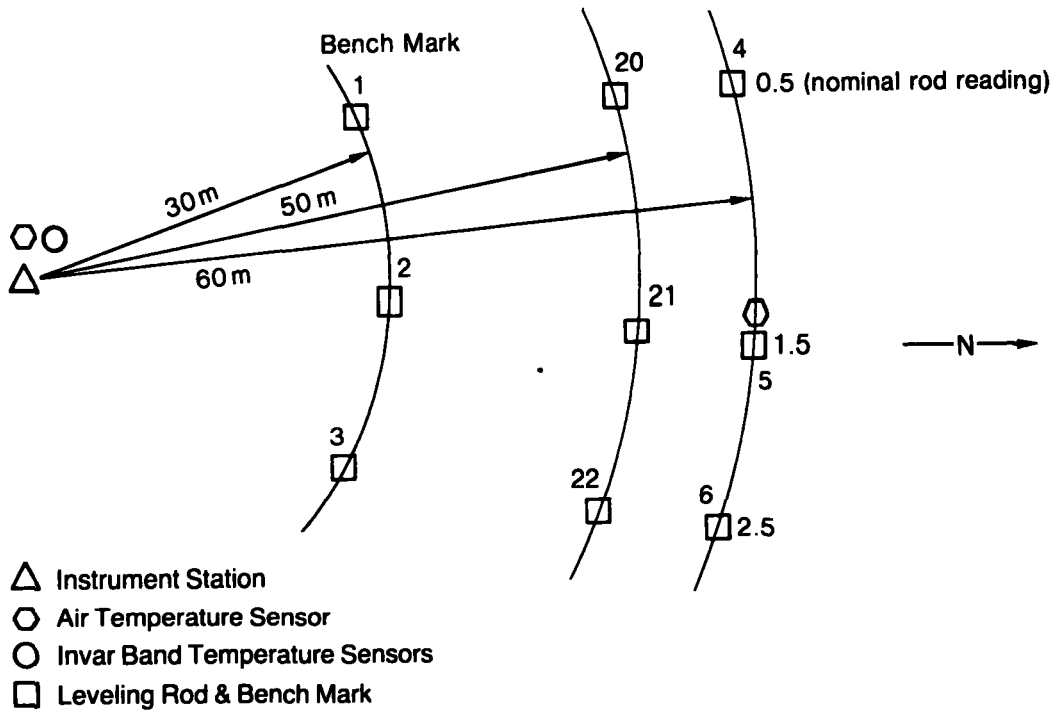 Bench Mark
1
20
4
0.5 (nominal rod reading)
30 m
50 m
60 m
2
21
N
1.5
5
3
22
6
2.5
Instrument Station
Air Temperature Sensor
Invar Band Temperature Sensors
Leveling Rod & Bench Mark